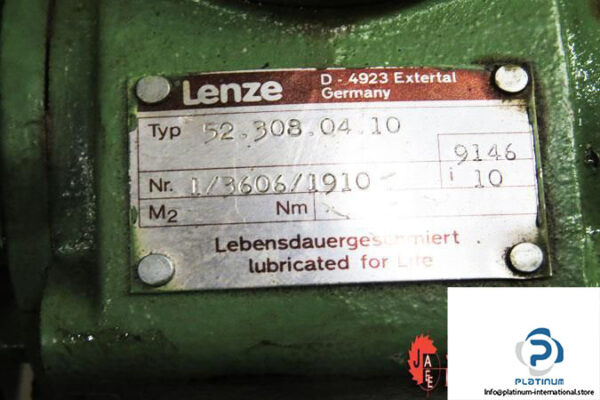 Lenze
D - 4923 Extertal
Germany
Typ 52.308.04.10
9146
Nr. 1/3606/1910
i 10
M2 Nm
Lebensdauergeschmiert
lubricated for Life
JAEE
PLATINUM
Info@platinum-international.store